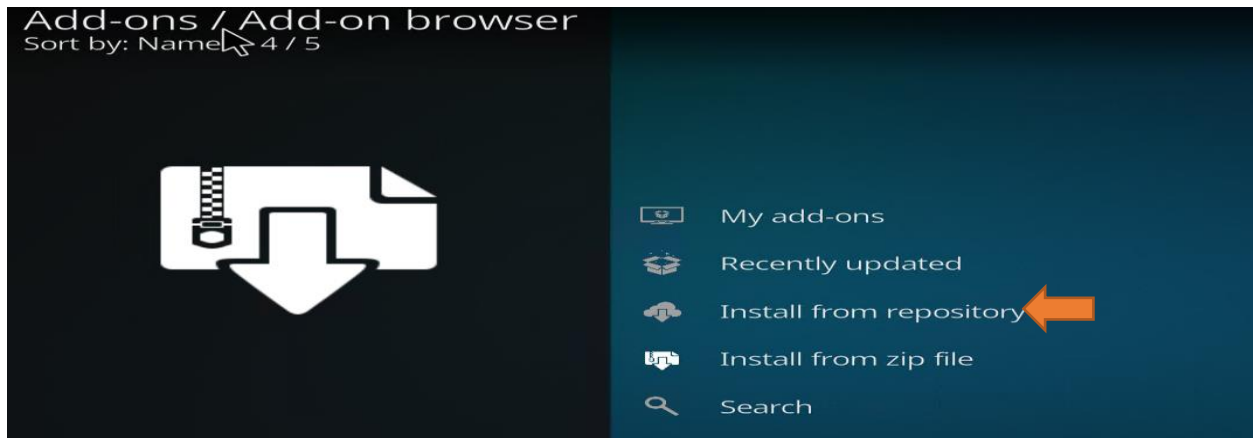 Add-ons / Add-on browser
Sort by: Name 4 / 5
My add-ons
Recently updated
Install from repository
Install from zip file
Search